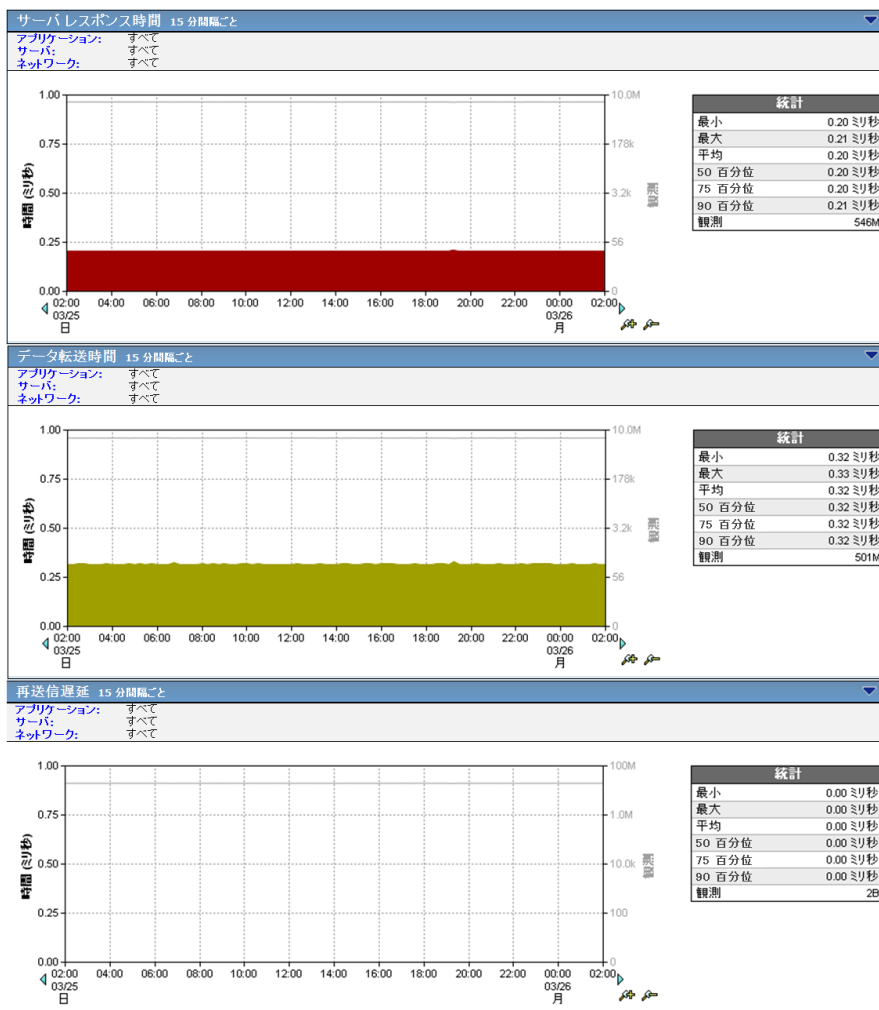 サーバ レスポンス時間 15 分間隔ごと
アプリケーション: すべて
サーバ: すべて
ネットワーク: すべて
1.00
0.75
0.50
0.25
0.00
時間 (ミリ秒)
10.0M
178k
3.2k
56
0
観測
02:00 04:00 06:00 08:00 10:00 12:00 14:00 16:00 18:00 20:00 22:00 00:00 02:00
03/25 03/26
日 月
統計
最小 0.20 ミリ秒
最大 0.21 ミリ秒
平均 0.20 ミリ秒
50 百分位 0.20 ミリ秒
75 百分位 0.20 ミリ秒
90 百分位 0.21 ミリ秒
観測 546M
データ転送時間 15 分間隔ごと
アプリケーション: すべて
サーバ: すべて
ネットワーク: すべて
1.00
0.75
0.50
0.25
0.00
時間 (ミリ秒)
10.0M
178k
3.2k
56
0
観測
02:00 04:00 06:00 08:00 10:00 12:00 14:00 16:00 18:00 20:00 22:00 00:00 02:00
03/25 03/26
日 月
統計
最小 0.32 ミリ秒
最大 0.33 ミリ秒
平均 0.32 ミリ秒
50 百分位 0.32 ミリ秒
75 百分位 0.32 ミリ秒
90 百分位 0.32 ミリ秒
観測 501M
再送信遅延 15 分間隔ごと
アプリケーション: すべて
サーバ: すべて
ネットワーク: すべて
1.00
0.75
0.50
0.25
0.00
時間 (ミリ秒)
100M
1.0M
10.0k
100
0
観測
02:00 04:00 06:00 08:00 10:00 12:00 14:00 16:00 18:00 20:00 22:00 00:00 02:00
03/25 03/26
日 月
統計
最小 0.00 ミリ秒
最大 0.00 ミリ秒
平均 0.00 ミリ秒
50 百分位 0.00 ミリ秒
75 百分位 0.00 ミリ秒
90 百分位 0.00 ミリ秒
観測 2B